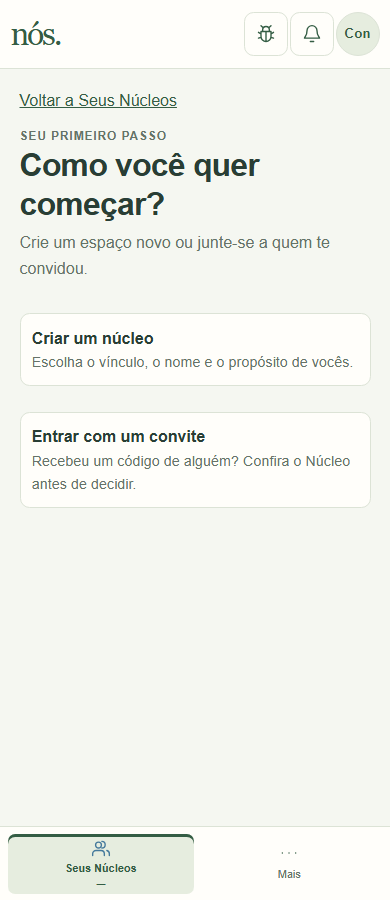 nós.
Con
Voltar a Seus Núcleos
SEU PRIMEIRO PASSO
Como você quer
começar?
Crie um espaço novo ou junte-se a quem te
convidou.
Criar um núcleo
Escolha o vínculo, o nome e o propósito de vocês.
Entrar com um convite
Recebeu um código de alguém? Confira o Núcleo
antes de decidir.
Seus Núcleos
—
...
Mais